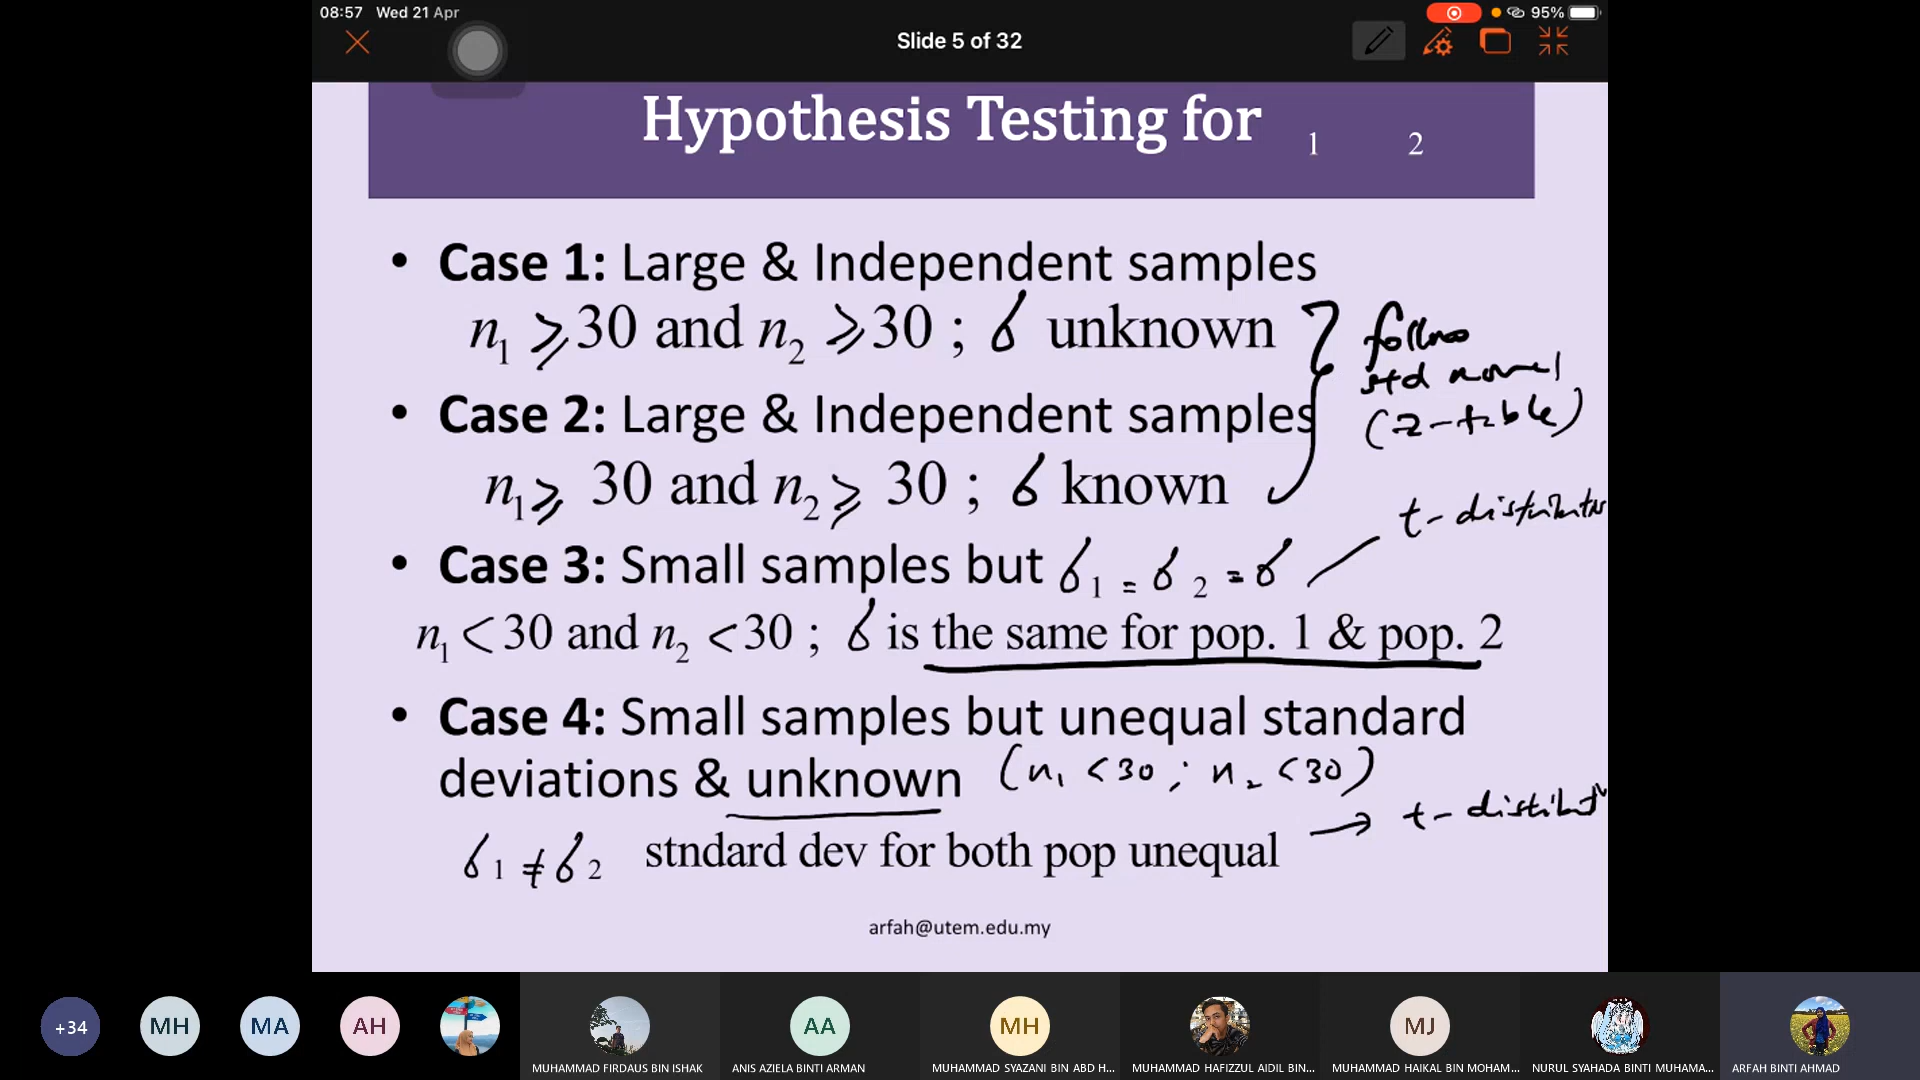 08:57 Wed 21 Apr
95%
Slide 5 of 32
Hypothesis Testing for 1 2
• Case 1: Large & Independent samples
n1 ⩾ 30 and n2 ⩾ 30 ; σ unknown
follows
std normal
(z-table)
• Case 2: Large & Independent samples
n1 ⩾ 30 and n2 ⩾ 30 ; σ known
t-distribution
• Case 3: Small samples but σ1 = σ2 = σ
n1 < 30 and n2 < 30 ; σ is the same for pop. 1 & pop. 2
• Case 4: Small samples but unequal standard
deviations & unknown (n1 < 30 ; n2 < 30)
σ1 ≠ σ2 stndard dev for both pop unequal → t-distribut
arfah@utem.edu.my
+34 MH MA AH AA MH MJ
MUHAMMAD FIRDAUS BIN ISHAK
ANIS AZIELA BINTI ARMAN
MUHAMMAD SYAZANI BIN ABD H...
MUHAMMAD HAFIZZUL AIDIL BIN...
MUHAMMAD HAIKAL BIN MOHAM...
NURUL SYAHADA BINTI MUHAMA...
ARFAH BINTI AHMAD